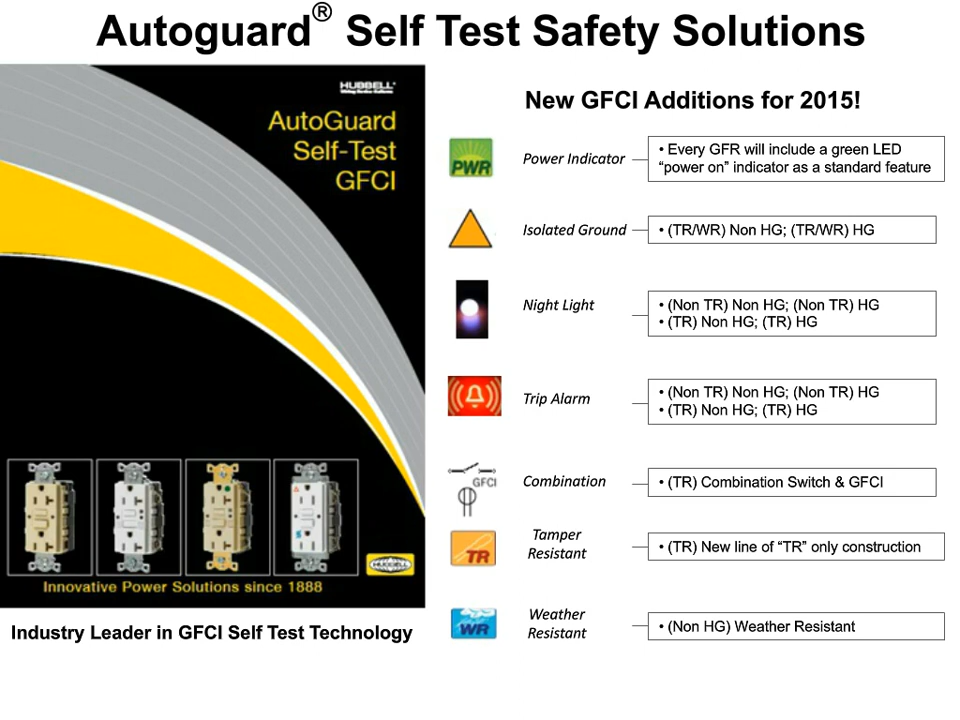 Autoguard® Self Test Safety Solutions
HUBBELL®
AutoGuard
Self-Test
GFCI
HUBBELL
Innovative Power Solutions since 1888
Industry Leader in GFCI Self Test Technology
New GFCI Additions for 2015!
PWR
Power Indicator
• Every GFR will include a green LED
“power on” indicator as a standard feature
Isolated Ground
• (TR/WR) Non HG; (TR/WR) HG
Night Light
• (Non TR) Non HG; (Non TR) HG
• (TR) Non HG; (TR) HG
Trip Alarm
• (Non TR) Non HG; (Non TR) HG
• (TR) Non HG; (TR) HG
GFCI
Combination
• (TR) Combination Switch & GFCI
TR
Tamper
Resistant
• (TR) New line of “TR” only construction
WR
Weather
Resistant
• (Non HG) Weather Resistant